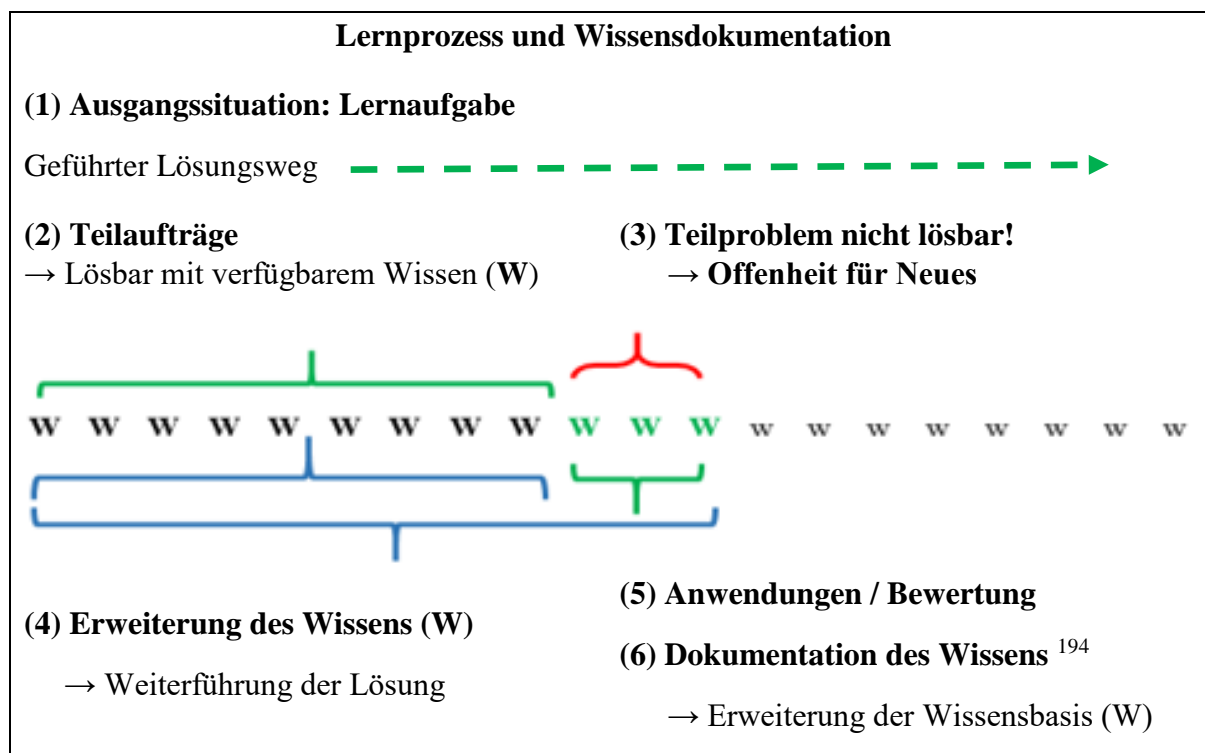 Lernprozess und Wissensdokumentation
(1) Ausgangssituation: Lernaufgabe
Geführter Lösungsweg
(2) Teilaufträge
→ Lösbar mit verfügbarem Wissen (W)
(3) Teilproblem nicht lösbar!
→ Offenheit für Neues
W W W W W W W W W W W W w w w w w w w w
(4) Erweiterung des Wissens (W)
→ Weiterführung der Lösung
(5) Anwendungen / Bewertung
(6) Dokumentation des Wissens 194
→ Erweiterung der Wissensbasis (W)